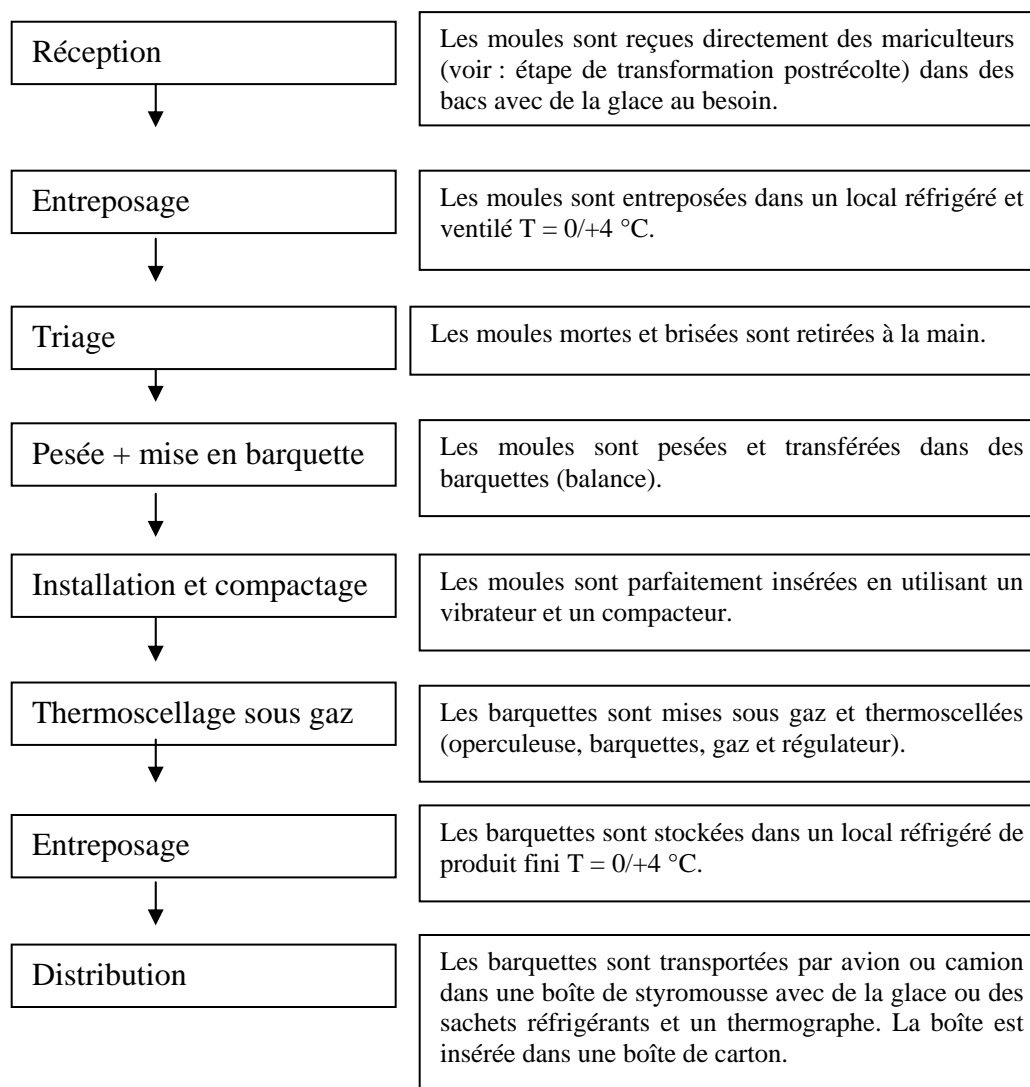 Réception
Les moules sont reçues directement des mariculteurs
(voir : étape de transformation postrécolte) dans des
bacs avec de la glace au besoin.
Entreposage
Les moules sont entreposées dans un local réfrigéré et
ventilé T = 0/+4 °C.
Triage
Les moules mortes et brisées sont retirées à la main.
Pesée + mise en barquette
Les moules sont pesées et transférées dans des
barquettes (balance).
Installation et compactage
Les moules sont parfaitement insérées en utilisant un
vibrateur et un compacteur.
Thermoscellage sous gaz
Les barquettes sont mises sous gaz et thermoscellées
(operculeuse, barquettes, gaz et régulateur).
Entreposage
Les barquettes sont stockées dans un local réfrigéré de
produit fini T = 0/+4 °C.
Distribution
Les barquettes sont transportées par avion ou camion
dans une boîte de styromousse avec de la glace ou des
sachets réfrigérants et un thermographe. La boîte est
insérée dans une boîte de carton.